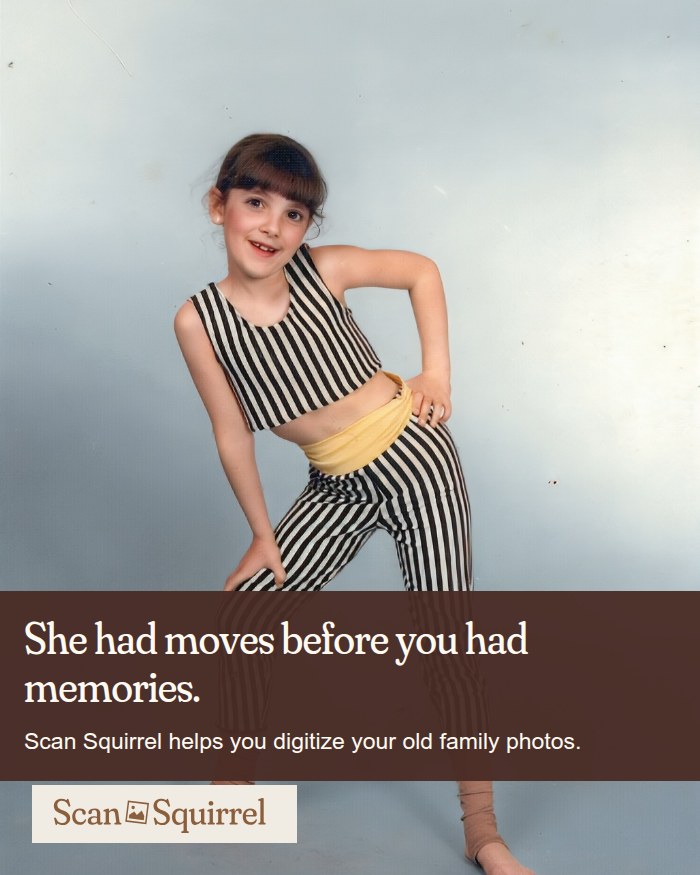 She had moves before you had
memories.
Scan Squirrel helps you digitize your old family photos.
Scan Squirrel